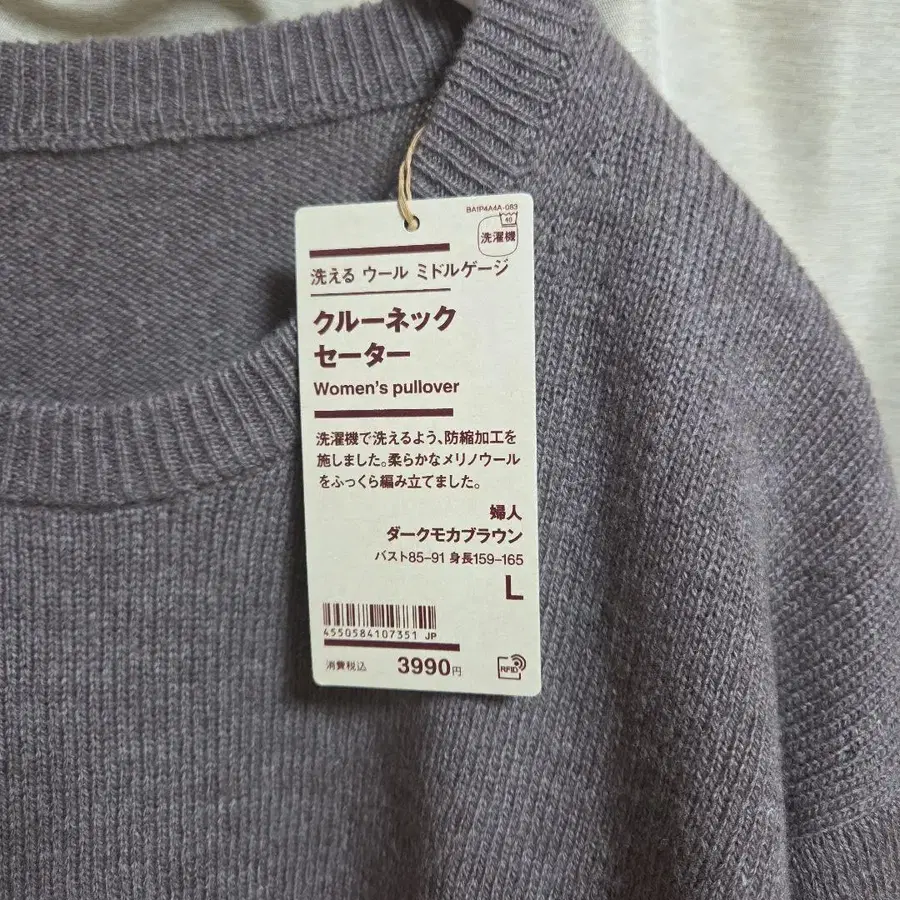 BA1P4A4A-083
40
洗濯機
洗える ウール ミドルゲージ
クルーネック
セーター
Women's pullover
洗濯機で洗えるよう、防縮加工を
施しました。柔らかなメリノウール
をふっくら編み立てました。
婦人
ダークモカブラウン
バスト85–91 身長159–165
L
4550584107351 JP
消費税込 3990円
RFID